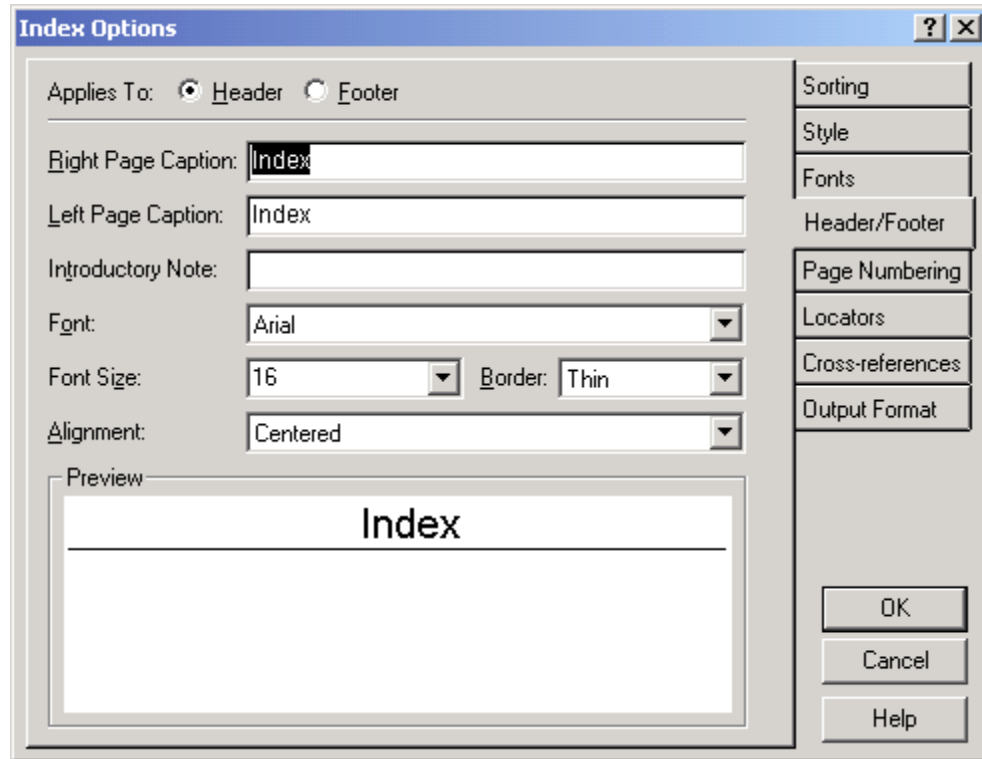 Index Options
Applies To: Header Footer
Right Page Caption: Index
Left Page Caption: Index
Introductory Note:
Font: Arial
Font Size: 16 Border: Thin
Alignment: Centered
Preview
Index
Sorting
Style
Fonts
Header/Footer
Page Numbering
Locators
Cross-references
Output Format
OK
Cancel
Help